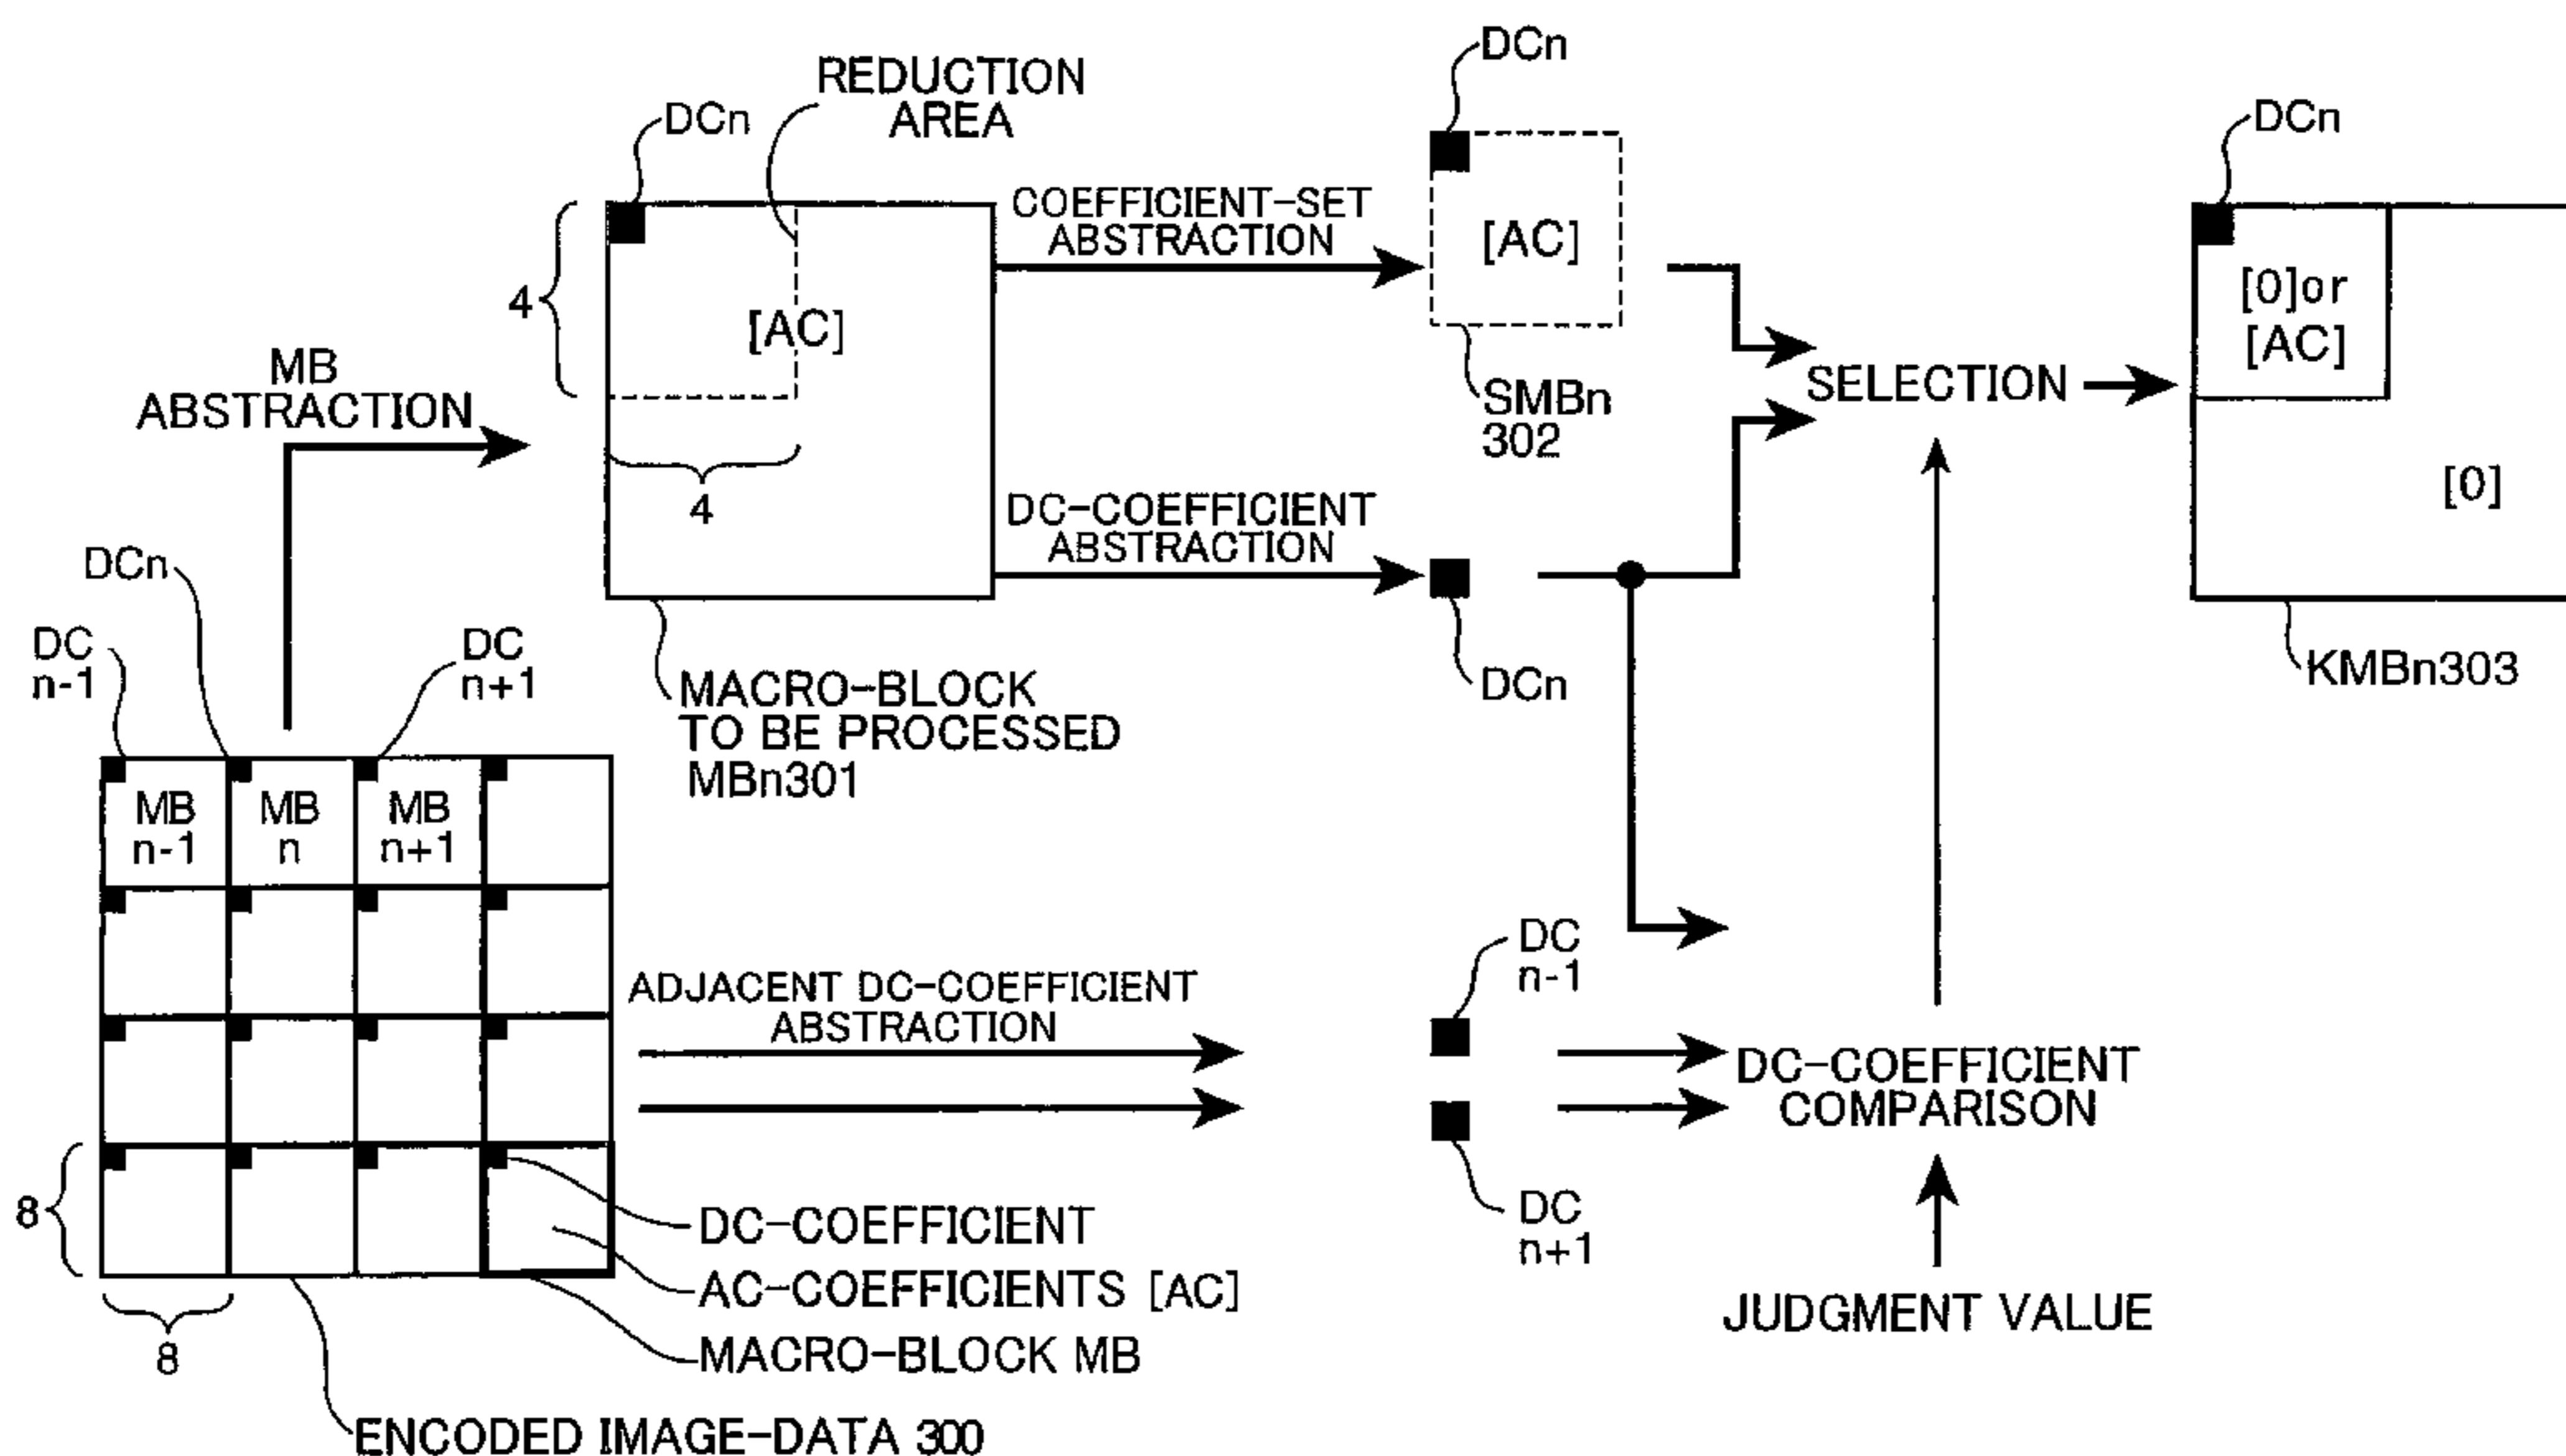 DCn
REDUCTION
AREA
DCn
DCn
COEFFICIENT-SET
ABSTRACTION
[AC]
[0]or
[AC]
4
[AC]
MB
ABSTRACTION
SELECTION
SMBn
302
[0]
4
DC-COEFFICIENT
ABSTRACTION
DCn
DC
n-1
DC
n+1
MACRO-BLOCK
TO BE PROCESSED
MBn301
DCn
KMBn303
MB
n-1
MB
n
MB
n+1
ADJACENT DC-COEFFICIENT
ABSTRACTION
DC
n-1
DC-COEFFICIENT
COMPARISON
8
DC
n+1
DC-COEFFICIENT
AC-COEFFICIENTS [AC]
MACRO-BLOCK MB
8
JUDGMENT VALUE
ENCODED IMAGE-DATA 300